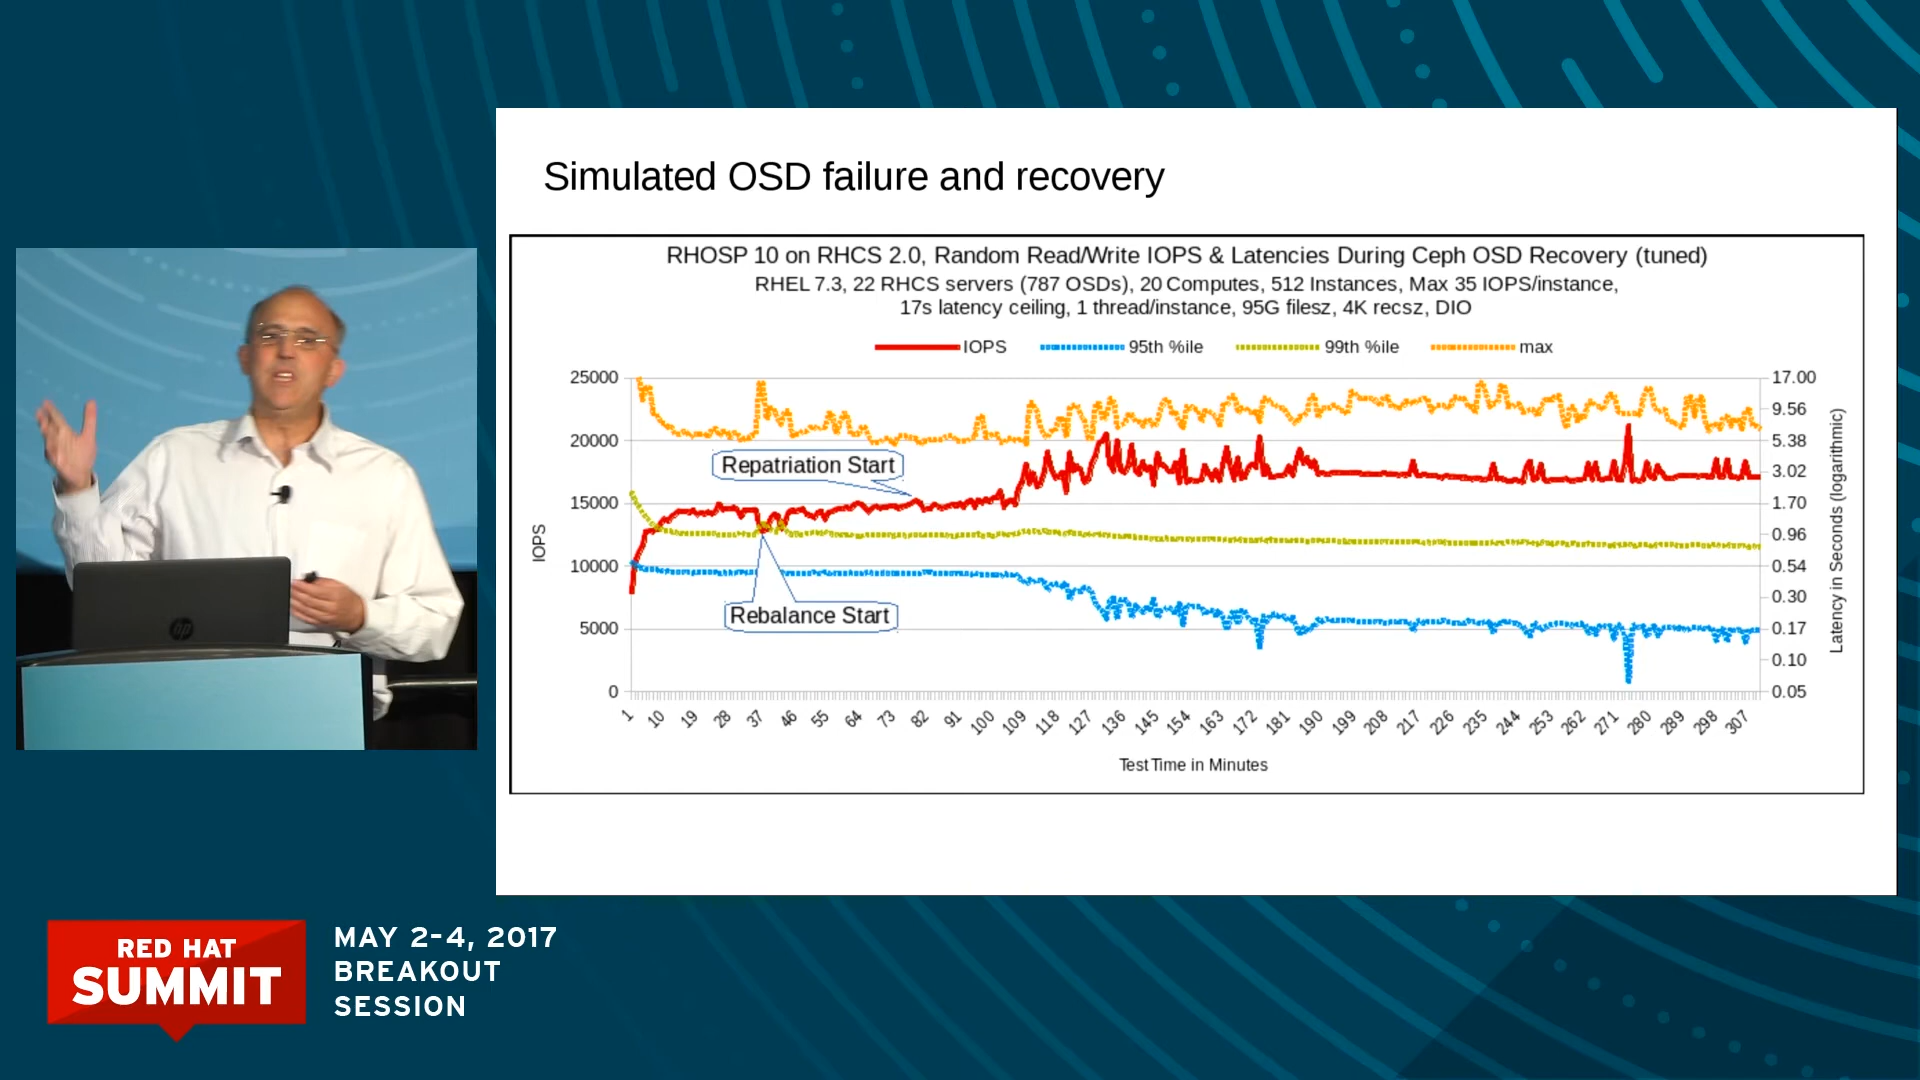 Simulated OSD failure and recovery
RHOSP 10 on RHCS 2.0, Random Read/Write IOPS & Latencies During Ceph OSD Recovery (tuned)
RHEL 7.3, 22 RHCS servers (787 OSDs), 20 Computes, 512 Instances, Max 35 IOPS/instance,
17s latency ceiling, 1 thread/instance, 95G filesz, 4K recsz, DIO
IOPS 95th %ile 99th %ile max
25000
20000
15000
10000
5000
0
IOPS
Repatriation Start
Rebalance Start
17.00
9.56
5.38
3.02
1.70
0.96
0.54
0.30
0.17
0.10
0.05
Latency in Seconds (logarithmic)
1 10 19 28 37 46 55 64 73 82 91 100 109 118 127 136 145 154 163 172 181 190 199 208 217 226 235 244 253 262 271 280 289 298 307
Test Time in Minutes
hp
RED HAT
SUMMIT
MAY 2-4, 2017
BREAKOUT
SESSION